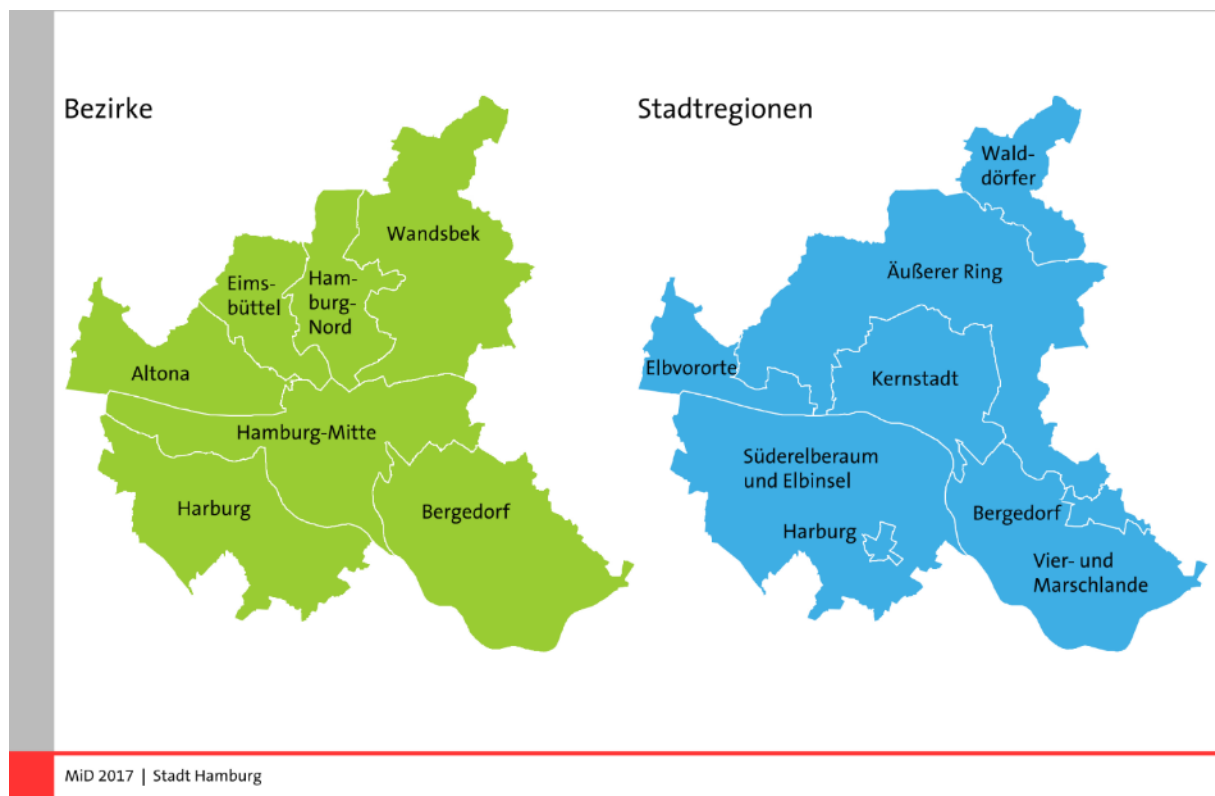 Bezirke
Wandsbek
Eims-
büttel
Ham-
burg-
Nord
Altona
Hamburg-Mitte
Harburg
Bergedorf
Stadtregionen
Wald-
dörfer
Äußerer Ring
Elbvororte
Kernstadt
Süderelberaum
und Elbinsel
Harburg
Bergedorf
Vier- und
Marschlande
MiD 2017 | Stadt Hamburg